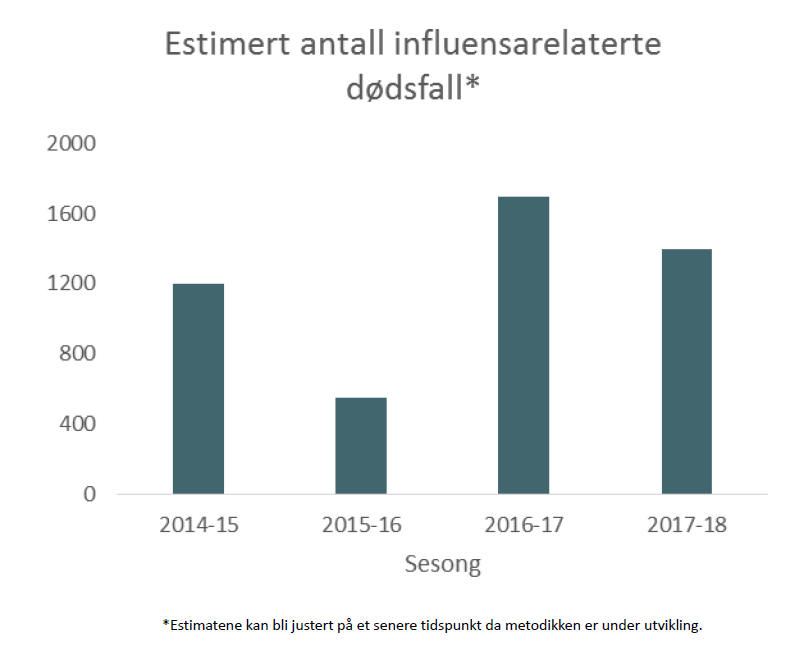 Estimert antall influensarelaterte
dødsfall*
2000
1600
1200
800
400
0
2014-15 2015-16 2016-17 2017-18
Sesong
*Estimatene kan bli justert på et senere tidspunkt da metodikken er under utvikling.